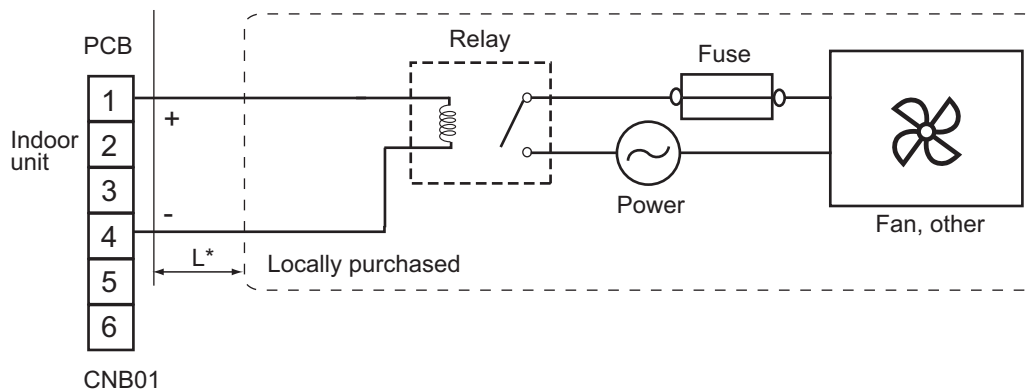 PCB
Relay
Fuse
1
2
3
4
5
6
+
-
Indoor
unit
Power
Fan, other
L*
Locally purchased
CNB01